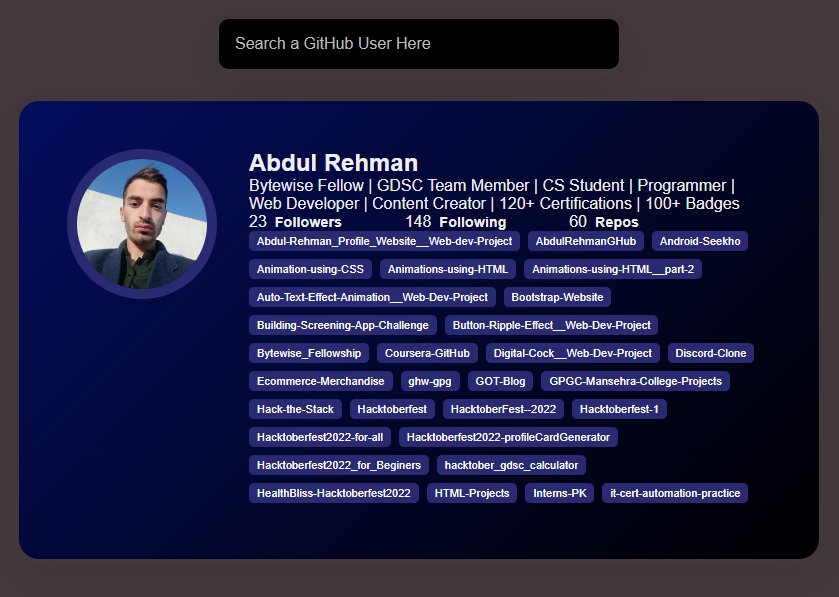 Search a GitHub User Here
Abdul Rehman
Bytewise Fellow | GDSC Team Member | CS Student | Programmer |
Web Developer | Content Creator | 120+ Certifications | 100+ Badges
23 Followers 148 Following 60 Repos
Abdul-Rehman_Profile_Website__Web-dev-Project AbdulRehmanGHub Android-Seekho
Animation-using-CSS Animations-using-HTML Animations-using-HTML__part-2
Auto-Text-Effect-Animation__Web-Dev-Project Bootstrap-Website
Building-Screening-App-Challenge Button-Ripple-Effect__Web-Dev-Project
Bytewise_Fellowship Coursera-GitHub Digital-Cock__Web-Dev-Project Discord-Clone
Ecommerce-Merchandise ghw-gpg GOT-Blog GPGC-Mansehra-College-Projects
Hack-the-Stack Hacktoberfest HacktoberFest--2022 Hacktoberfest-1
Hacktoberfest2022-for-all Hacktoberfest2022-profileCardGenerator
Hacktoberfest2022_for_Beginers hacktober_gdsc_calculator
HealthBliss-Hacktoberfest2022 HTML-Projects Interns-PK it-cert-automation-practice